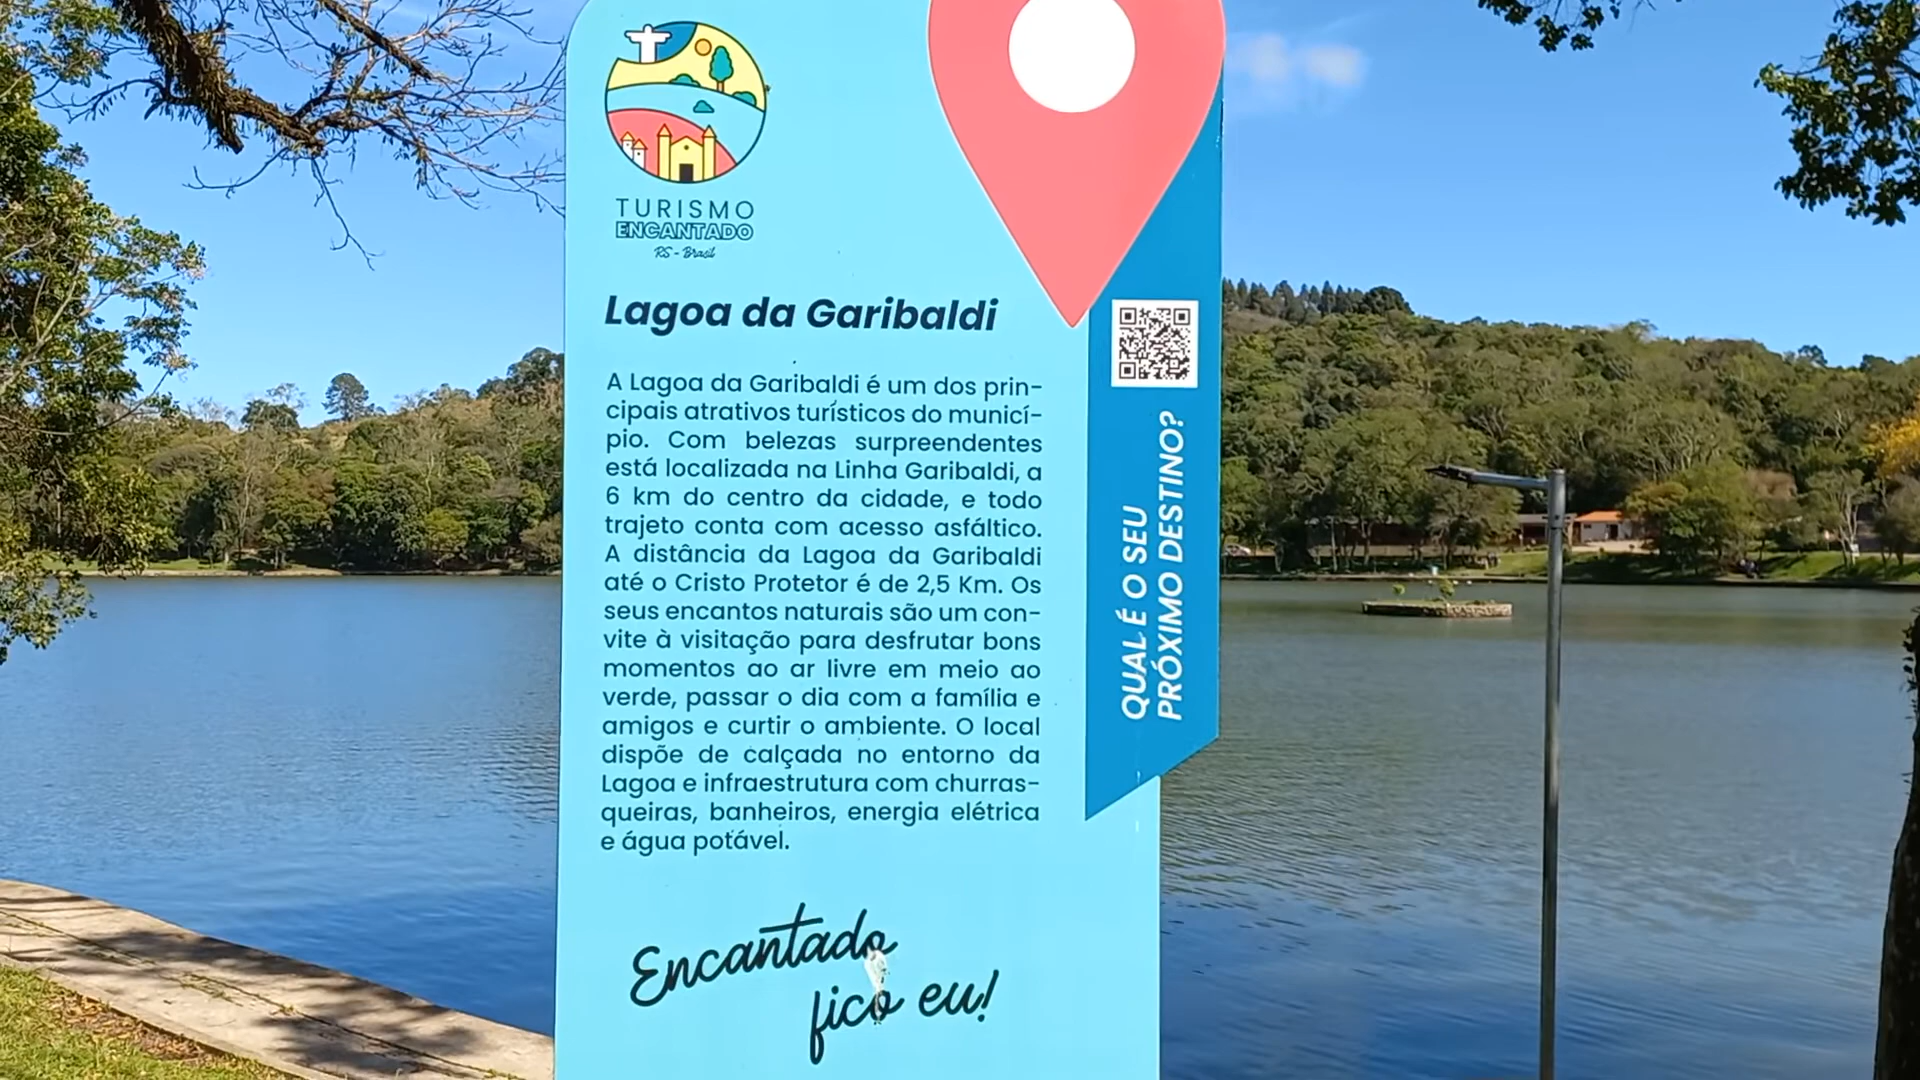 TURISMO
ENCANTADO
RS - Brasil
Lagoa da Garibaldi
A Lagoa da Garibaldi é um dos prin-
cipais atrativos turísticos do municí-
pio. Com belezas surpreendentes
está localizada na Linha Garibaldi, a
6 km do centro da cidade, e todo
trajeto conta com acesso asfáltico.
A distância da Lagoa da Garibaldi
até o Cristo Protetor é de 2,5 Km. Os
seus encantos naturais são um con-
vite à visitação para desfrutar bons
momentos ao ar livre em meio ao
verde, passar o dia com a família e
amigos e curtir o ambiente. O local
dispõe de calçada no entorno da
Lagoa e infraestrutura com churras-
queiras, banheiros, energia elétrica
e água potável.
Encantado
fico eu!
QUAL É O SEU
PRÓXIMO DESTINO?